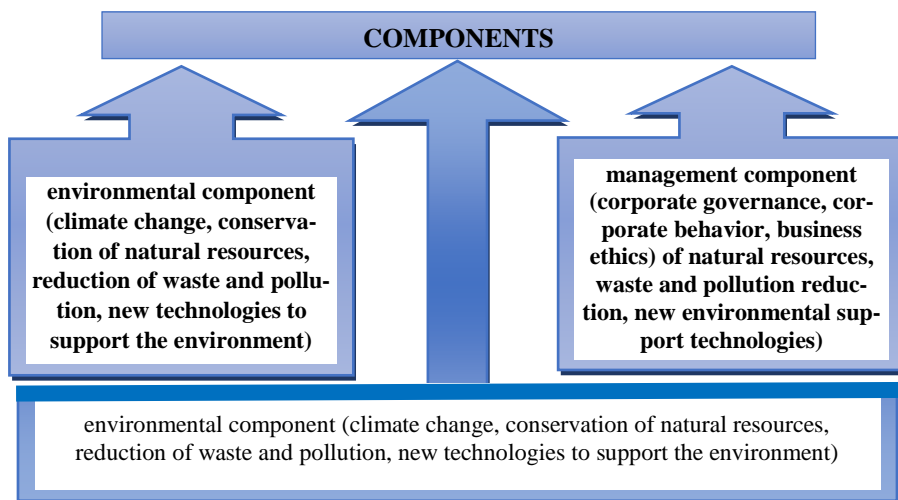 COMPONENTS
environmental component
(climate change, conserva-
tion of natural resources,
reduction of waste and pollu-
tion, new technologies to
support the environment)
management component
(corporate governance, cor-
porate behavior, business
ethics) of natural resources,
waste and pollution reduc-
tion, new environmental sup-
port technologies)
environmental component (climate change, conservation of natural resources,
reduction of waste and pollution, new technologies to support the environment)